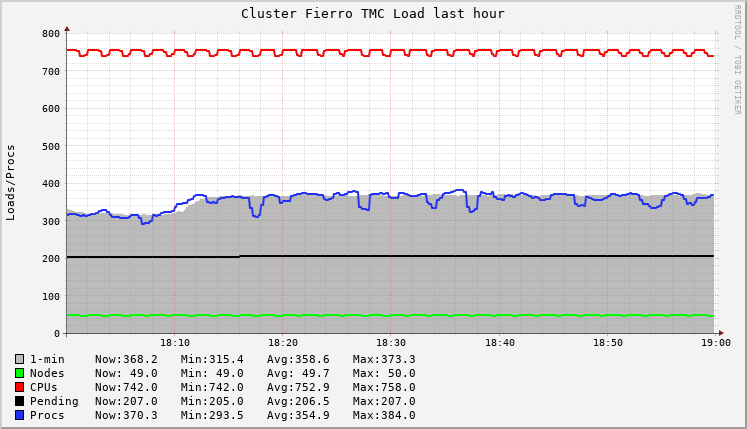 Cluster Fierro TMC Load last hour
RRDTOOL / TOBI OETIKER
Loads/Procs
800
700
600
500
400
300
200
100
0
18:10 18:20 18:30 18:40 18:50 19:00
1-min Now:368.2 Min:315.4 Avg:358.6 Max:373.3
Nodes Now: 49.0 Min: 49.0 Avg: 49.7 Max: 50.0
CPUs Now:742.0 Min:742.0 Avg:752.9 Max:758.0
Pending Now:207.0 Min:205.0 Avg:206.5 Max:207.0
Procs Now:370.3 Min:293.5 Avg:354.9 Max:384.0